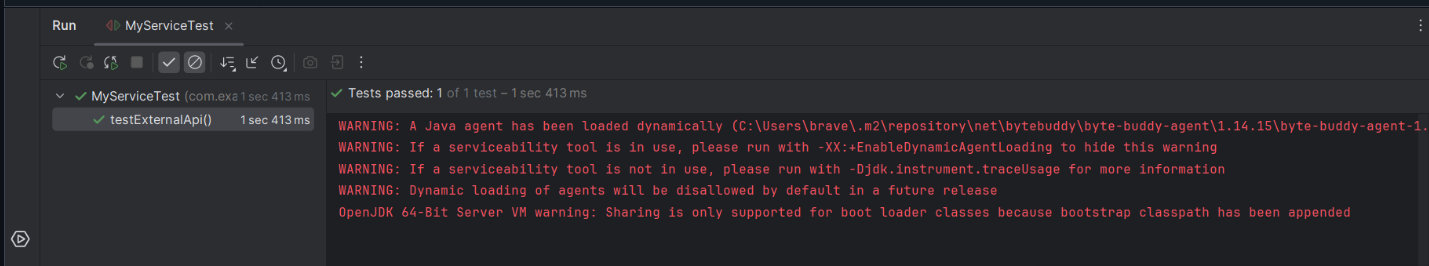 Run
MyServiceTest
MyServiceTest (com.exa 1 sec 413 ms
testExternalApi() 1 sec 413 ms
Tests passed: 1 of 1 test – 1 sec 413 ms
WARNING: A Java agent has been loaded dynamically (C:\Users\brave\.m2\repository\net\bytebuddy\byte-buddy-agent\1.14.15\byte-buddy-agent-1.
WARNING: If a serviceability tool is in use, please run with -XX:+EnableDynamicAgentLoading to hide this warning
WARNING: If a serviceability tool is not in use, please run with -Djdk.instrument.traceUsage for more information
WARNING: Dynamic loading of agents will be disallowed by default in a future release
OpenJDK 64-Bit Server VM warning: Sharing is only supported for boot loader classes because bootstrap classpath has been appended